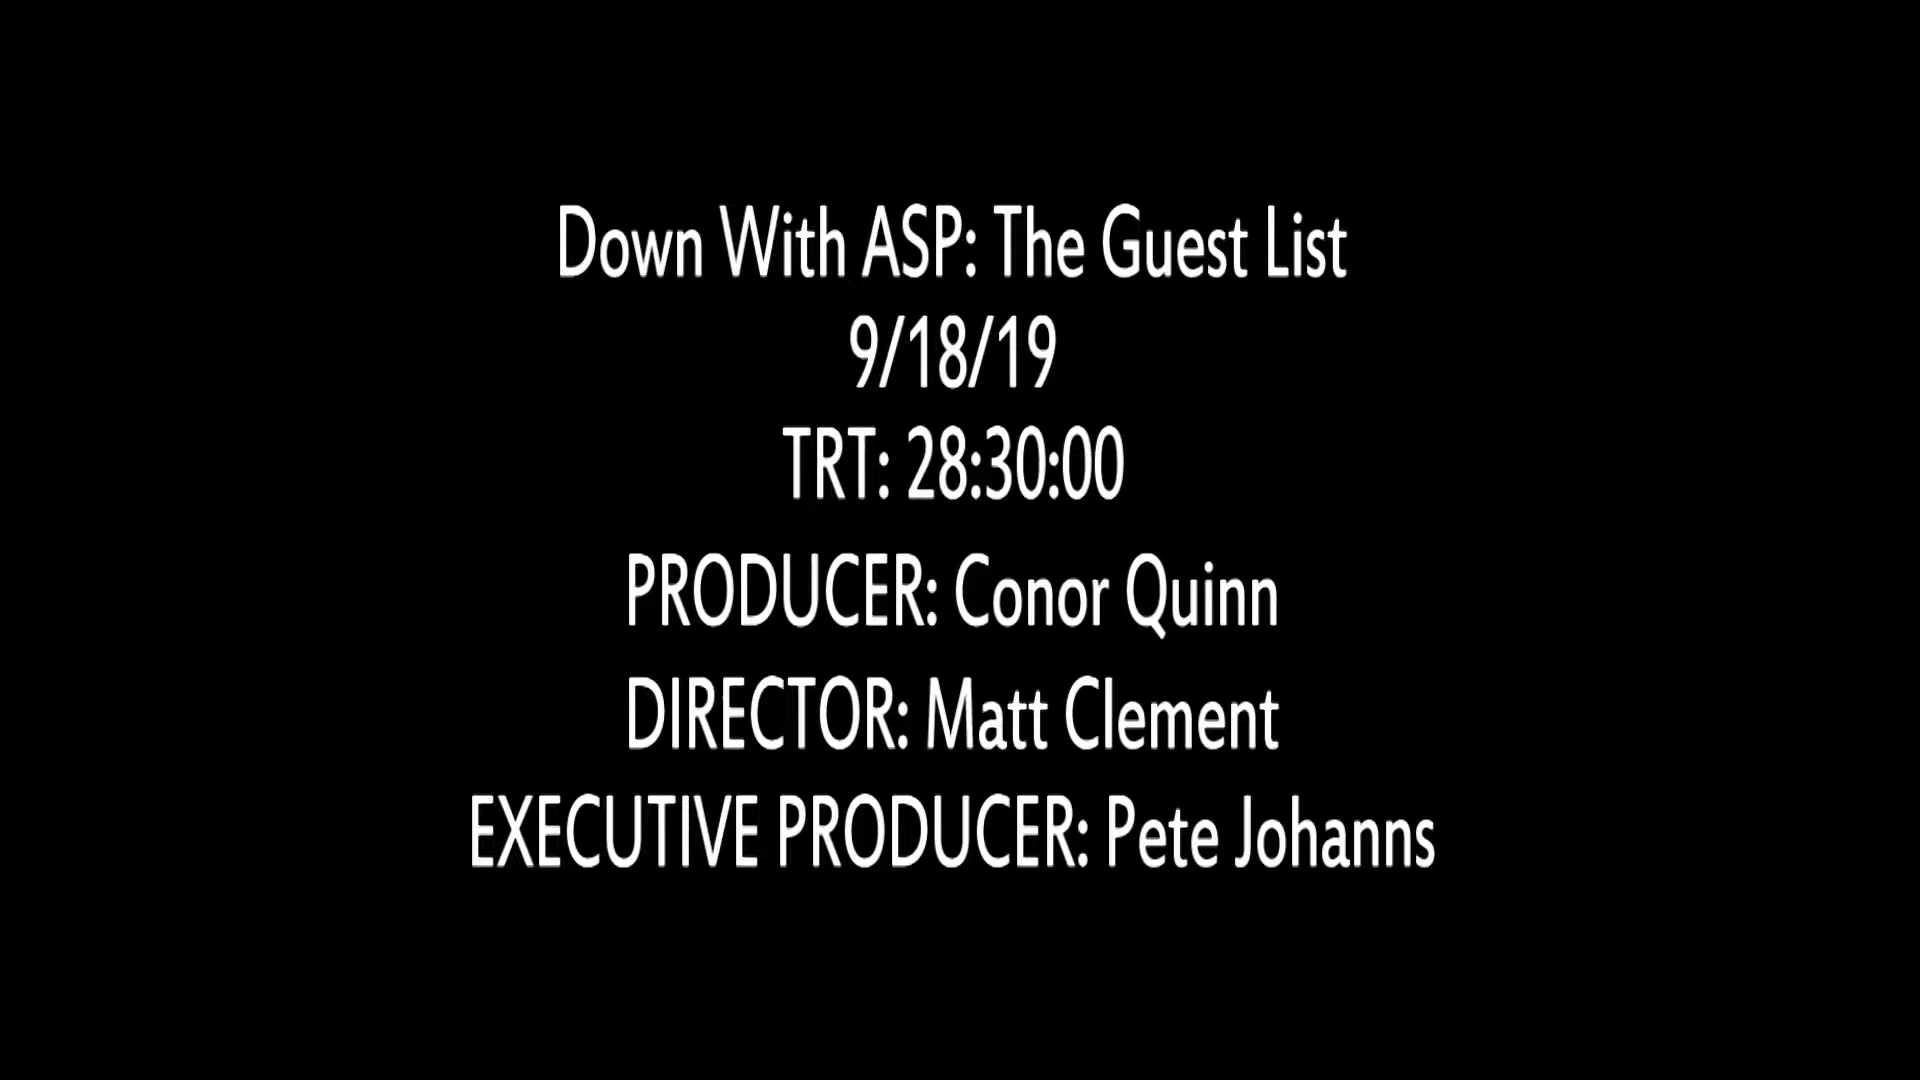 Down With ASP: The Guest List
9/18/19
TRT: 28:30:00
PRODUCER: Conor Quinn
DIRECTOR: Matt Clement
EXECUTIVE PRODUCER: Pete Johanns